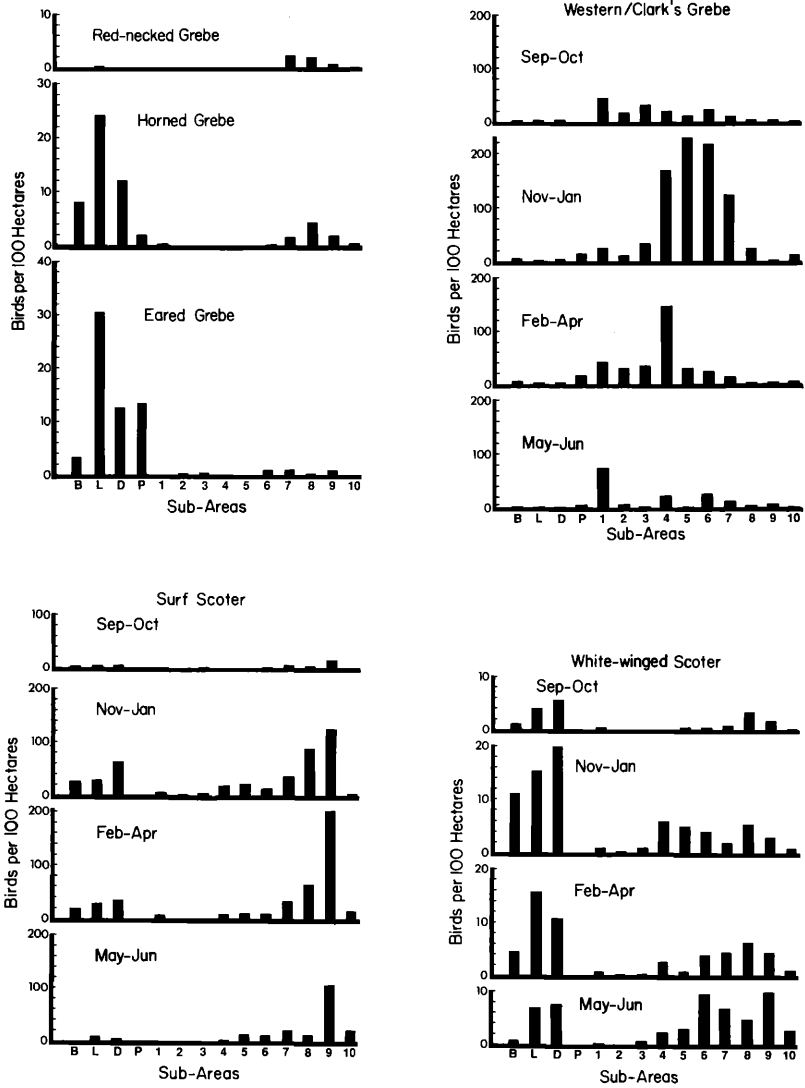 Red-necked Grebe
10
0
Horned Grebe
30
20
10
0
Eared Grebe
40
30
20
10
0
Birds per 100 Hectares
B L D P 1 2 3 4 5 6 7 8 9 10
Sub-Areas
Western/Clark's Grebe
Sep-Oct
200
100
0
Nov-Jan
200
100
0
Feb-Apr
200
100
0
May-Jun
200
100
0
Birds per 100 Hectares
B L D P 1 2 3 4 5 6 7 8 9 10
Sub-Areas
Surf Scoter
Sep-Oct
100
0
Nov-Jan
200
100
0
Feb-Apr
200
100
0
May-Jun
200
100
0
Birds per 100 Hectares
B L D P 1 2 3 4 5 6 7 8 9 10
Sub-Areas
White-winged Scoter
Sep-Oct
10
0
Nov-Jan
20
10
0
Feb-Apr
20
10
0
May-Jun
10
0
Birds per 100 Hectares
B L D P 1 2 3 4 5 6 7 8 9 10
Sub-Areas